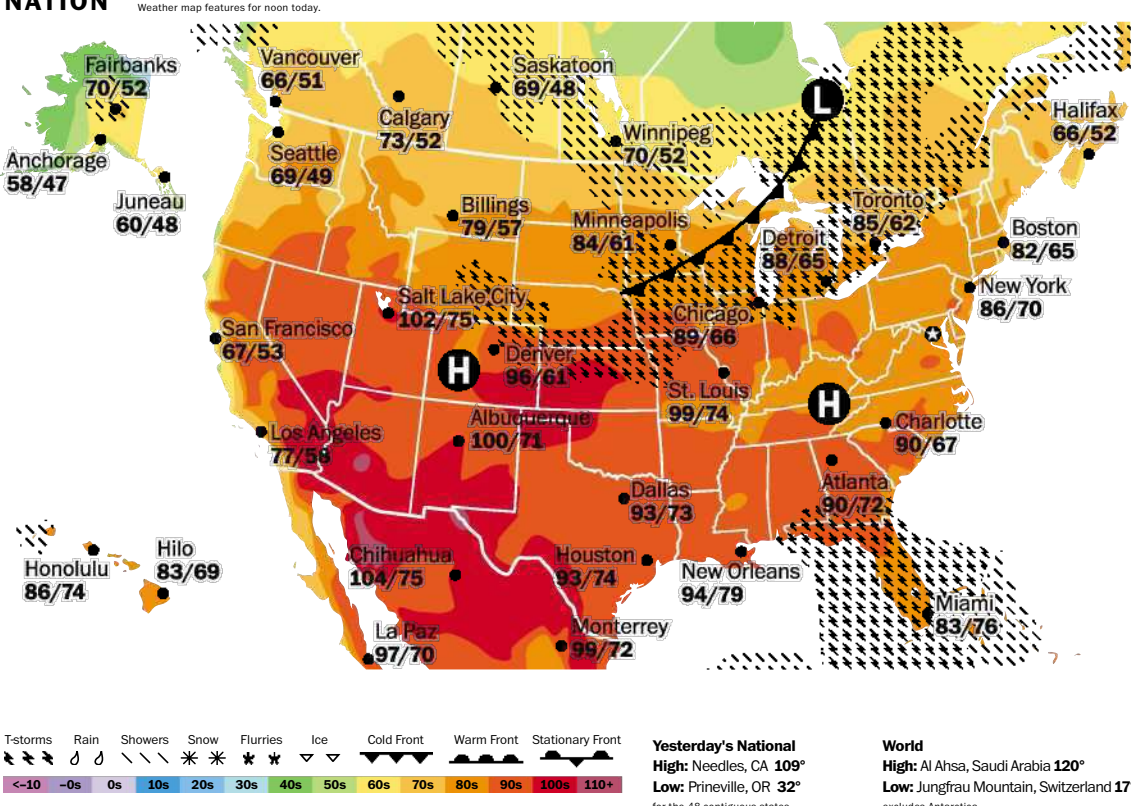 NATION
Weather map features for noon today.
Fairbanks
70/52
Vancouver
66/51
Saskatoon
69/48
L
Halifax
66/52
Calgary
73/52
Winnipeg
70/52
Anchorage
58/47
Seattle
69/49
Juneau
60/48
Billings
79/57
Minneapolis
84/61
Toronto
85/62
Detroit
88/65
Boston
82/65
Salt Lake City
102/75
New York
86/70
Chicago
89/66
San Francisco
67/53
H
Denver
96/61
St. Louis
99/74
H
Albuquerque
100/71
Charlotte
90/67
Los Angeles
77/58
Atlanta
90/72
Dallas
93/73
Honolulu
86/74
Hilo
83/69
Chihuahua
104/75
Houston
93/74
New Orleans
94/79
Miami
83/76
La Paz
97/70
Monterrey
99/72
T-storms Rain Showers Snow Flurries Ice Cold Front Warm Front Stationary Front
<-10 -0s 0s 10s 20s 30s 40s 50s 60s 70s 80s 90s 100s 110+
Yesterday's National
High: Needles, CA 109°
Low: Prineville, OR 32°
for the 48 contiguous states
World
High: Al Ahsa, Saudi Arabia 120°
Low: Jungfrau Mountain, Switzerland 17
excludes Antarctica